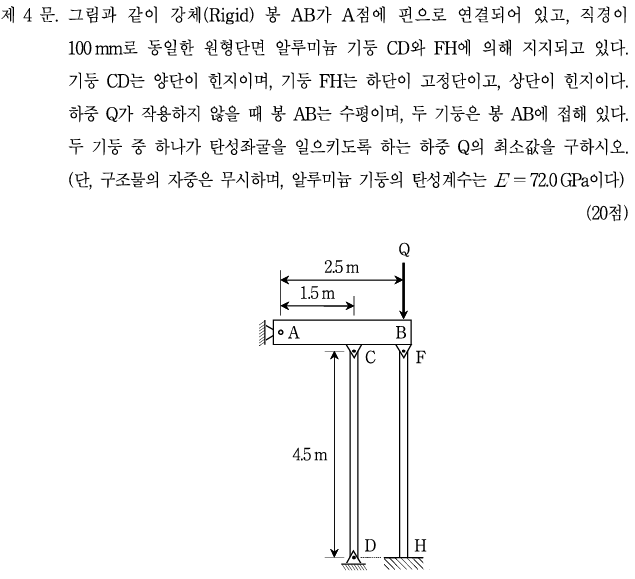 제 4 문. 그림과 같이 강체(Rigid) 봉 AB가 A점에 핀으로 연결되어 있고, 직경이
100 mm로 동일한 원형단면 알루미늄 기둥 CD와 FH에 의해 지지되고 있다.
기둥 CD는 양단이 힌지이며, 기둥 FH는 하단이 고정단이고, 상단이 힌지이다.
하중 Q가 작용하지 않을 때 봉 AB는 수평이며, 두 기둥은 봉 AB에 접해 있다.
두 기둥 중 하나가 탄성좌굴을 일으키도록 하는 하중 Q의 최소값을 구하시오.
(단, 구조물의 자중은 무시하며, 알루미늄 기둥의 탄성계수는 E = 72.0 GPa이다)
(20점)
Q
2.5 m
1.5 m
A B
C F
4.5 m
D H